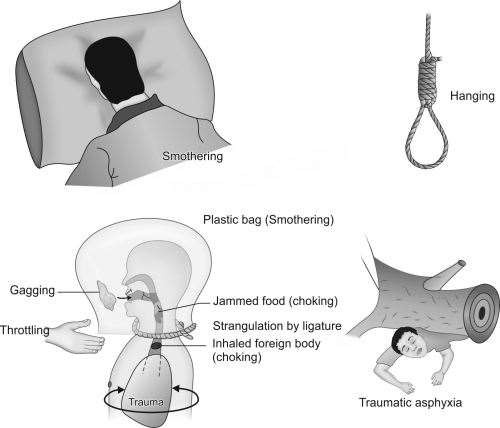 Smothering
Hanging
Plastic bag (Smothering)
Gagging
Jammed food (choking)
Throttling
Strangulation by ligature
Inhaled foreign body
(choking)
Trauma
Traumatic asphyxia